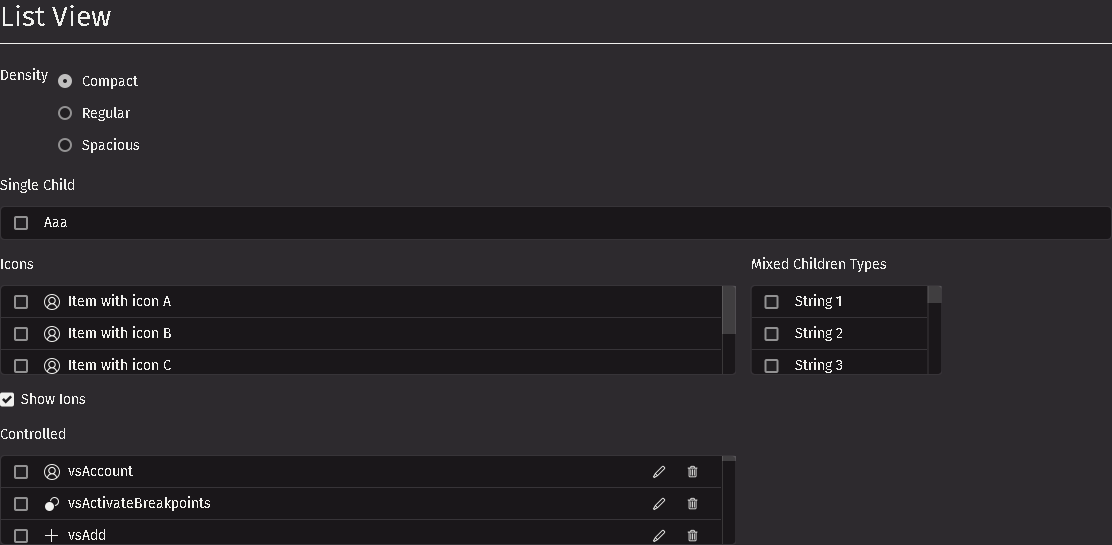 List View
Density
Compact
Regular
Spacious
Single Child
Aaa
Icons
Item with icon A
Item with icon B
Item with icon C
Mixed Children Types
String 1
String 2
String 3
Show Ions
Controlled
vsAccount
vsActivateBreakpoints
vsAdd